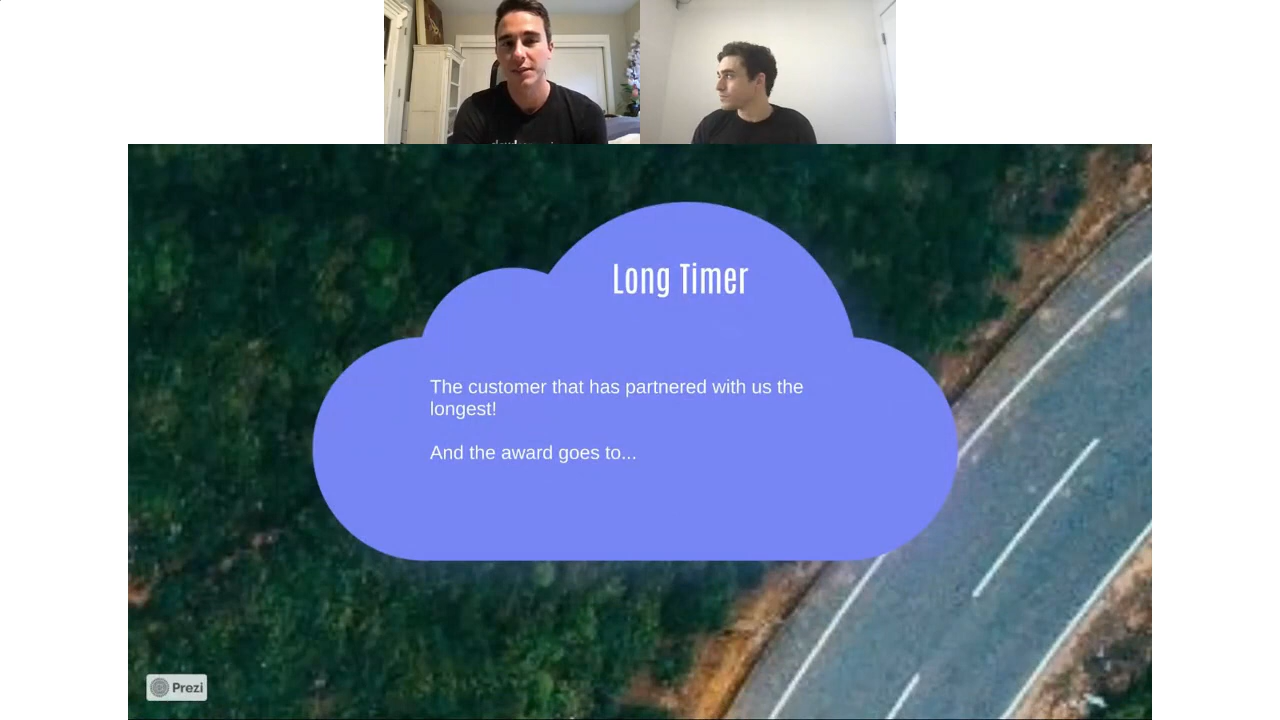 Long Timer
The customer that has partnered with us the
longest!
And the award goes to...
Prezi